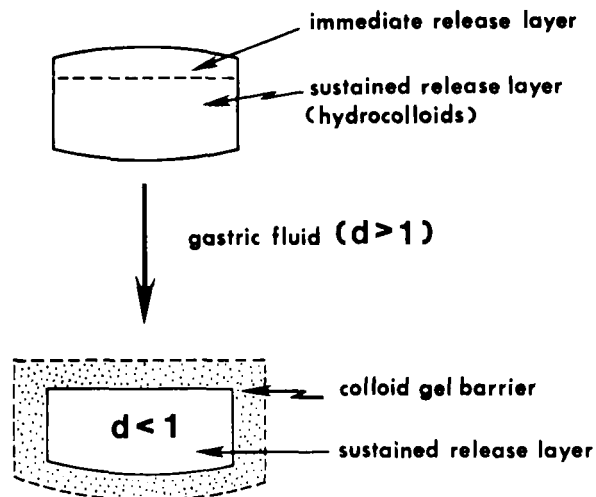 immediate release layer
sustained release layer
(hydrocolloids)
gastric fluid (d>1)
colloid gel barrier
d<1
sustained release layer